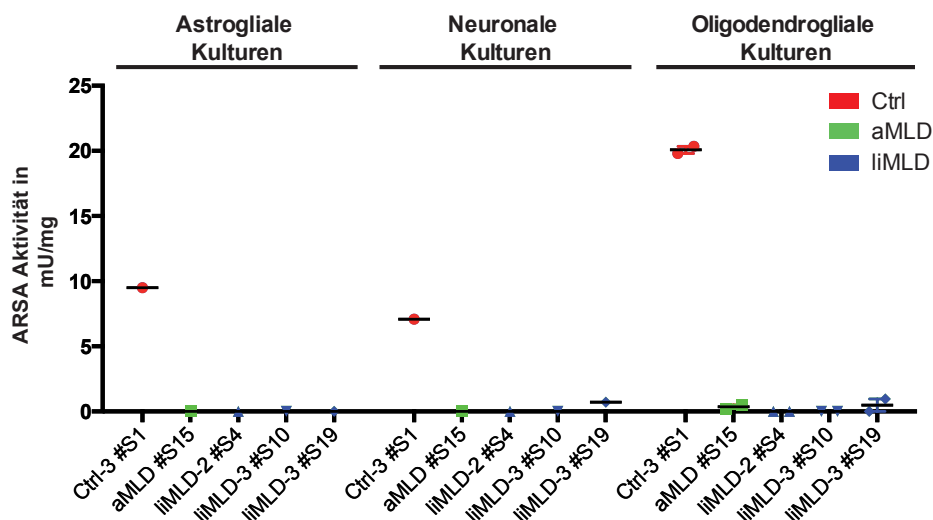 Astrogliale
Kulturen
Neuronale
Kulturen
Oligodendrogliale
Kulturen
ARSA Aktivität in
mU/mg
25
20
15
10
5
0
Ctrl
aMLD
liMLD
Ctrl-3 #S1
aMLD #S15
liMLD-2 #S4
liMLD-3 #S10
liMLD-3 #S19
Ctrl-3 #S1
aMLD #S15
liMLD-2 #S4
liMLD-3 #S10
liMLD-3 #S19
Ctrl-3 #S1
aMLD #S15
liMLD-2 #S4
liMLD-3 #S10
liMLD-3 #S19